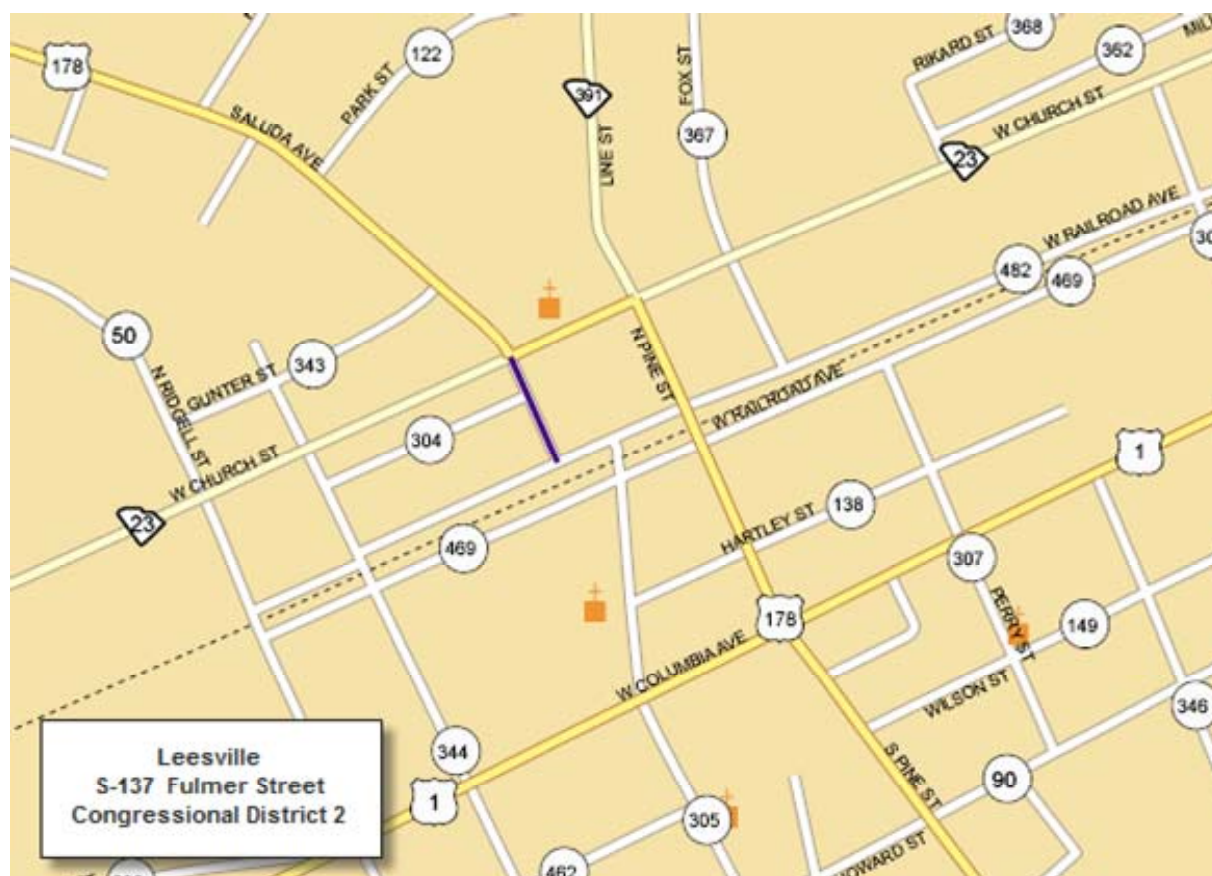 368
RIKARD ST
362
122
178
PARK ST
391
FOX ST
SALUDA AVE
367
W CHURCH ST
23
LINE ST
W RAILROAD AVE
482
469
50
N RIDGELL ST
343
GUNTER ST
N PINE ST
W RAILROAD AVE
304
W CHURCH ST
23
1
469
HARTLEY ST
138
307
178
PERRY ST
149
W COLUMBIA AVE
WILSON ST
346
344
S PINE ST
90
1
305
462
Leesville
S-137 Fulmer Street
Congressional District 2